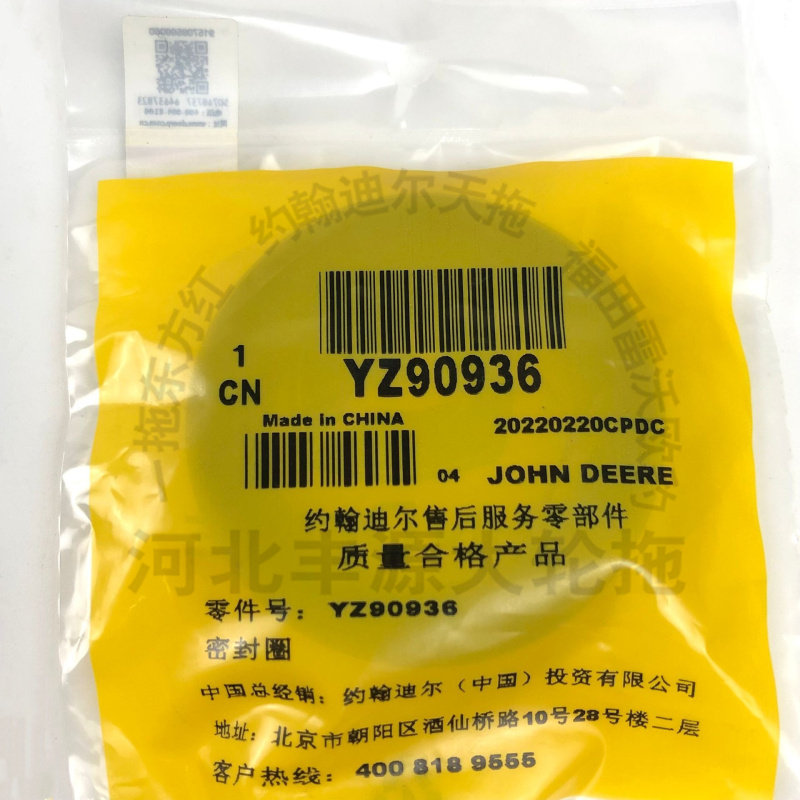 约翰迪尔天拖
一拖东方红
福田雷沃欧豹
1
CN
YZ90936
Made in CHINA
20220220CPDC
04 JOHN DEERE
约翰迪尔售后服务零部件
质量合格产品
河北丰源大轮拖
零件号: YZ90936
密封圈
中国总经销: 约翰迪尔（中国）投资有限公司
地址: 北京市朝阳区酒仙桥路10号28号楼二层
客户热线: 400 818 9555